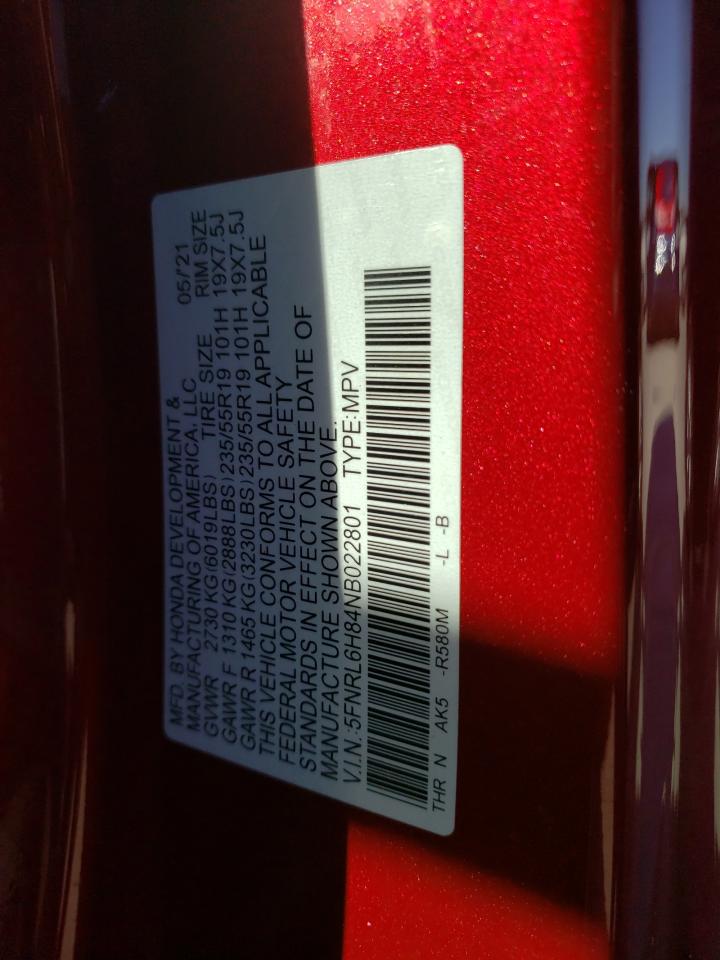 MFD. BY HONDA DEVELOPMENT &
MANUFACTURING OF AMERICA, LLC 05/'21
GVWR 2730 KG(6019LBS) TIRE SIZE RIM SIZE
GAWR F 1310 KG(2888LBS)235/55R19 101H 19X7.5J
GAWR R 1465 KG(3230LBS)235/55R19 101H 19X7.5J
THIS VEHICLE CONFORMS TO ALL APPLICABLE
FEDERAL MOTOR VEHICLE SAFETY
STANDARDS IN EFFECT ON THE DATE OF
MANUFACTURE SHOWN ABOVE.
V.I.N.:5FNRL6H84NB022801 TYPE:MPV
THR N AK5 -R580M -L -B